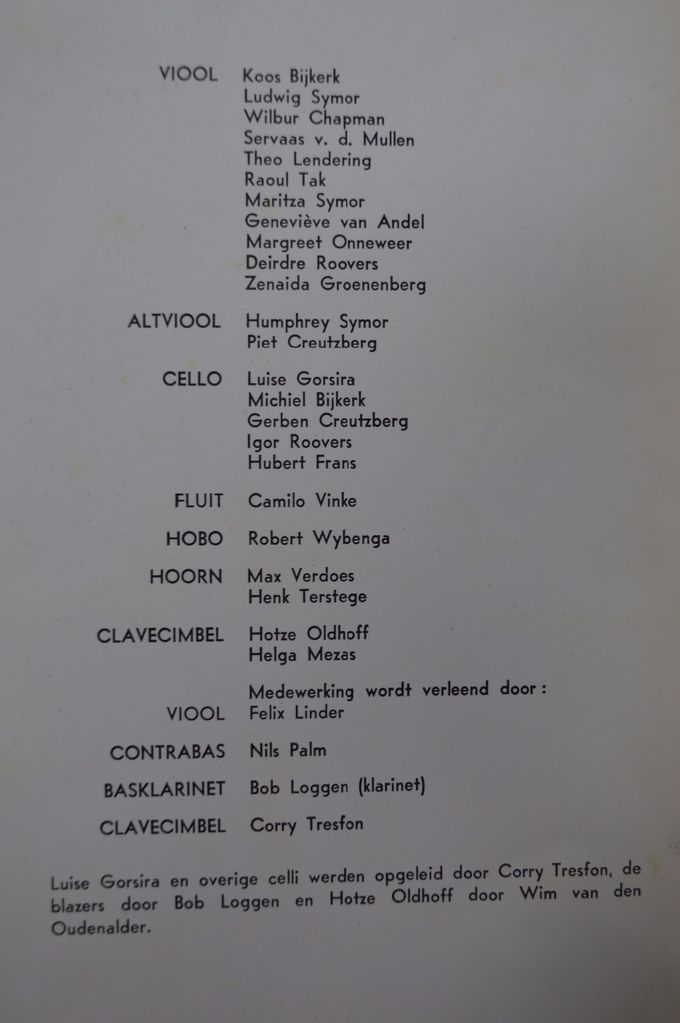 VIOOL Koos Bijkerk
Ludwig Symor
Wilbur Chapman
Servaas v. d. Mullen
Theo Lendering
Raoul Tak
Maritza Symor
Geneviève van Andel
Margreet Onneweer
Deirdre Roovers
Zenaida Groenenberg
ALTVIOOL Humphrey Symor
Piet Creutzberg
CELLO Luise Gorsira
Michiel Bijkerk
Gerben Creutzberg
Igor Roovers
Hubert Frans
FLUIT Camilo Vinke
HOBO Robert Wybenga
HOORN Max Verdoes
Henk Terstege
CLAVECIMBEL Hotze Oldhoff
Helga Mezas
Medewerking wordt verleend door :
VIOOL Felix Linder
CONTRABAS Nils Palm
BASKLARINET Bob Loggen (klarinet)
CLAVECIMBEL Corry Tresfon
Luise Gorsira en overige celli werden opgeleid door Corry Tresfon, de
blazers door Bob Loggen en Hotze Oldhoff door Wim van den
Oudenalder.